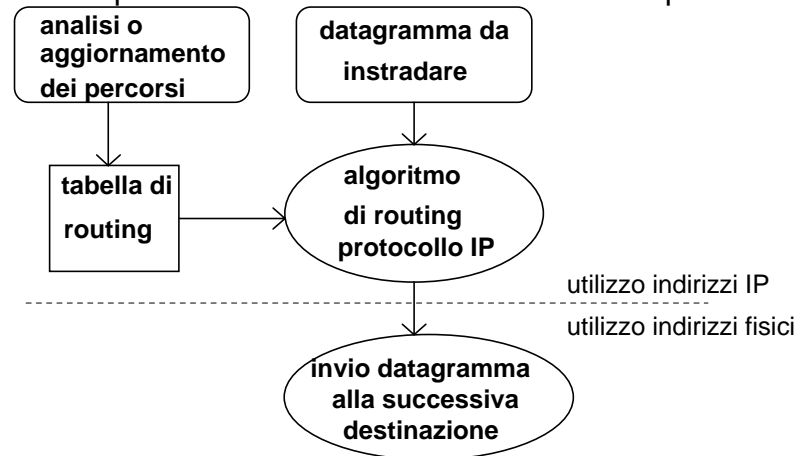 analisi o
aggiornamento
dei percorsi
datagramma da
instradare
tabella di
routing
algoritmo
di routing
protocollo IP
utilizzo indirizzi IP
utilizzo indirizzi fisici
invio datagramma
alla successiva
destinazione